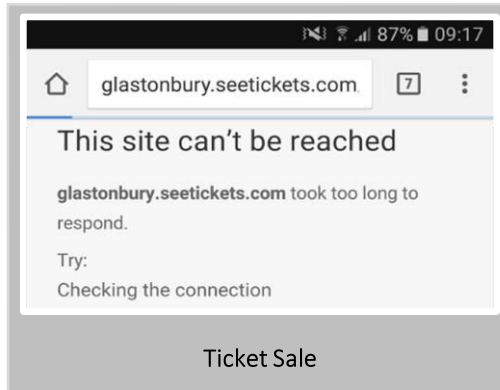 87% 09:17
glastonbury.seetickets.com
7
This site can't be reached
glastonbury.seetickets.com took too long to
respond.
Try:
Checking the connection
Ticket Sale